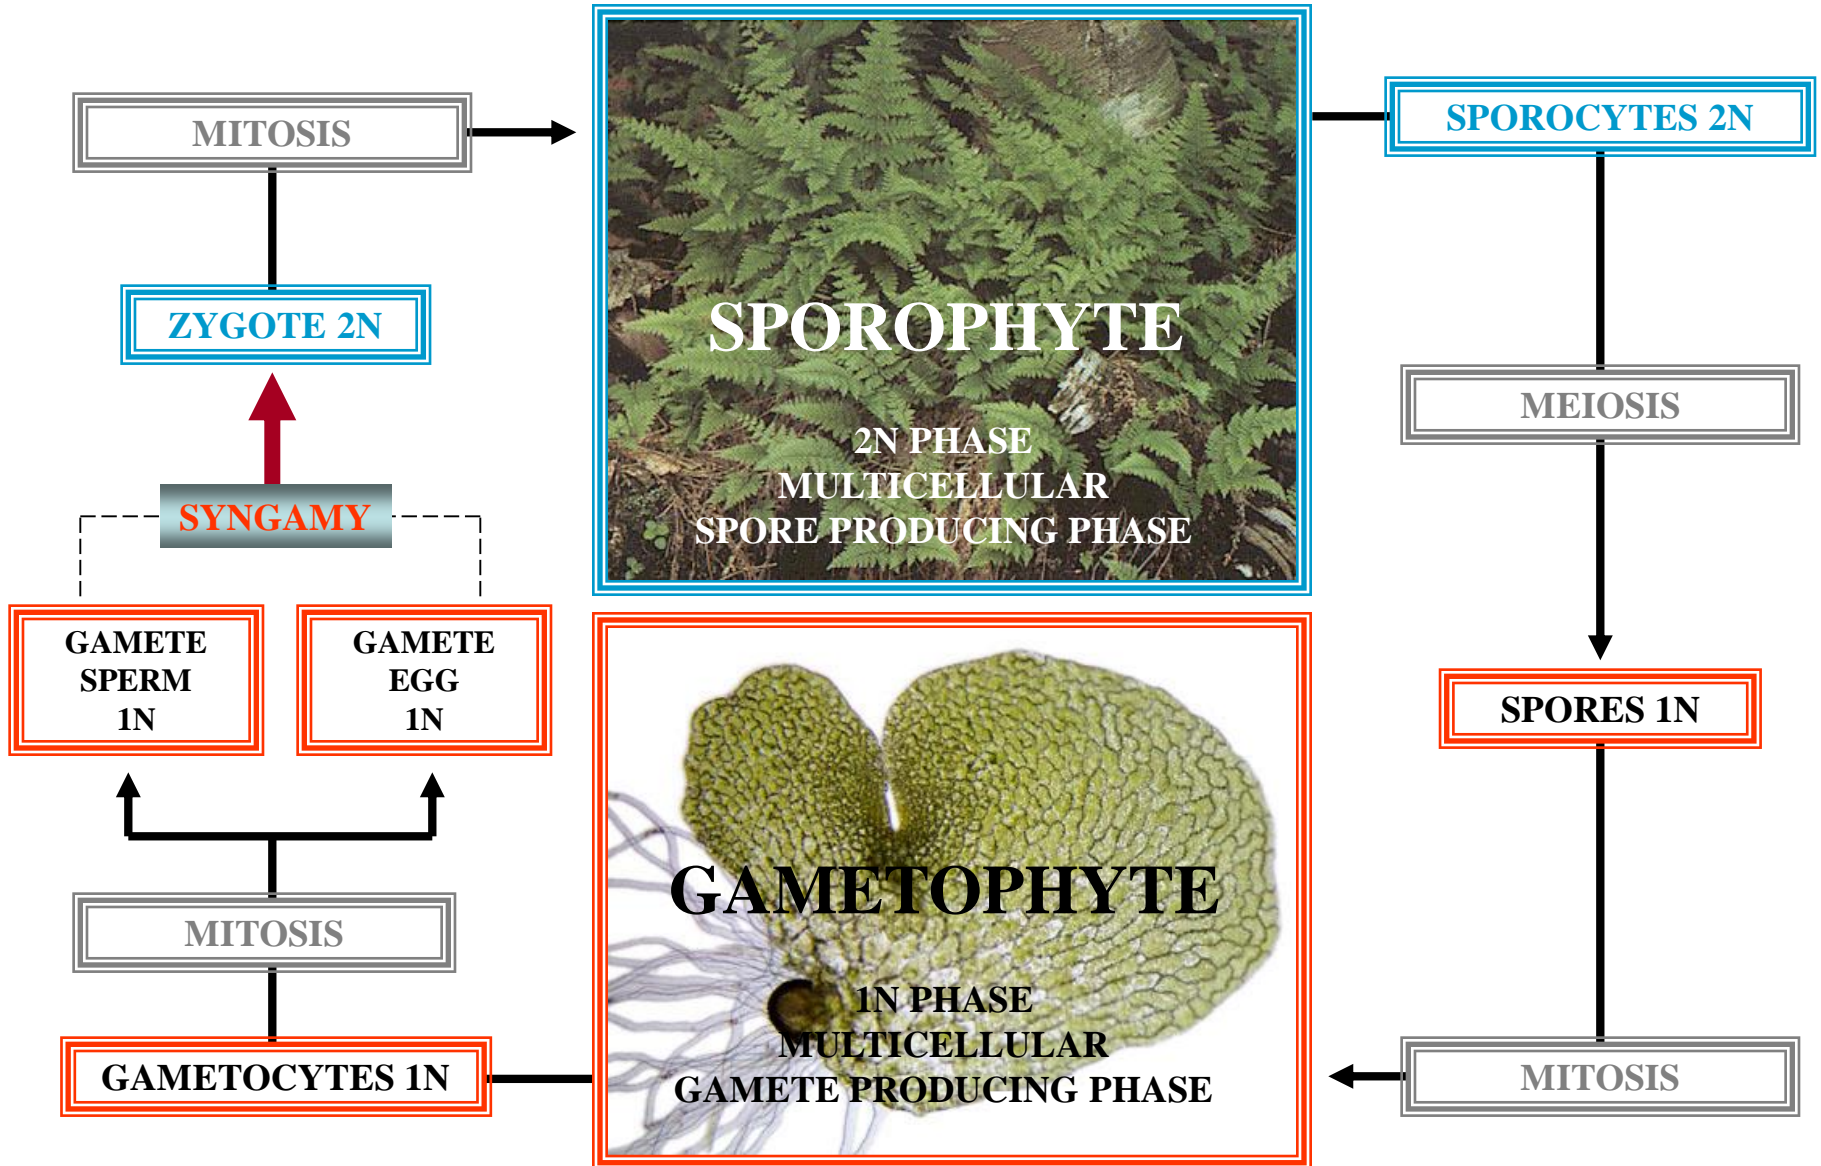 MITOSIS
SPOROCYTES 2N
ZYGOTE 2N
SPOROPHYTE
2N PHASE
MULTICELLULAR
SPORE PRODUCING PHASE
MEIOSIS
SYNGAMY
GAMETE
SPERM
1N
GAMETE
EGG
1N
SPORES 1N
GAMETOPHYTE
1N PHASE
MULTICELLULAR
GAMETE PRODUCING PHASE
MITOSIS
GAMETOCYTES 1N
MITOSIS